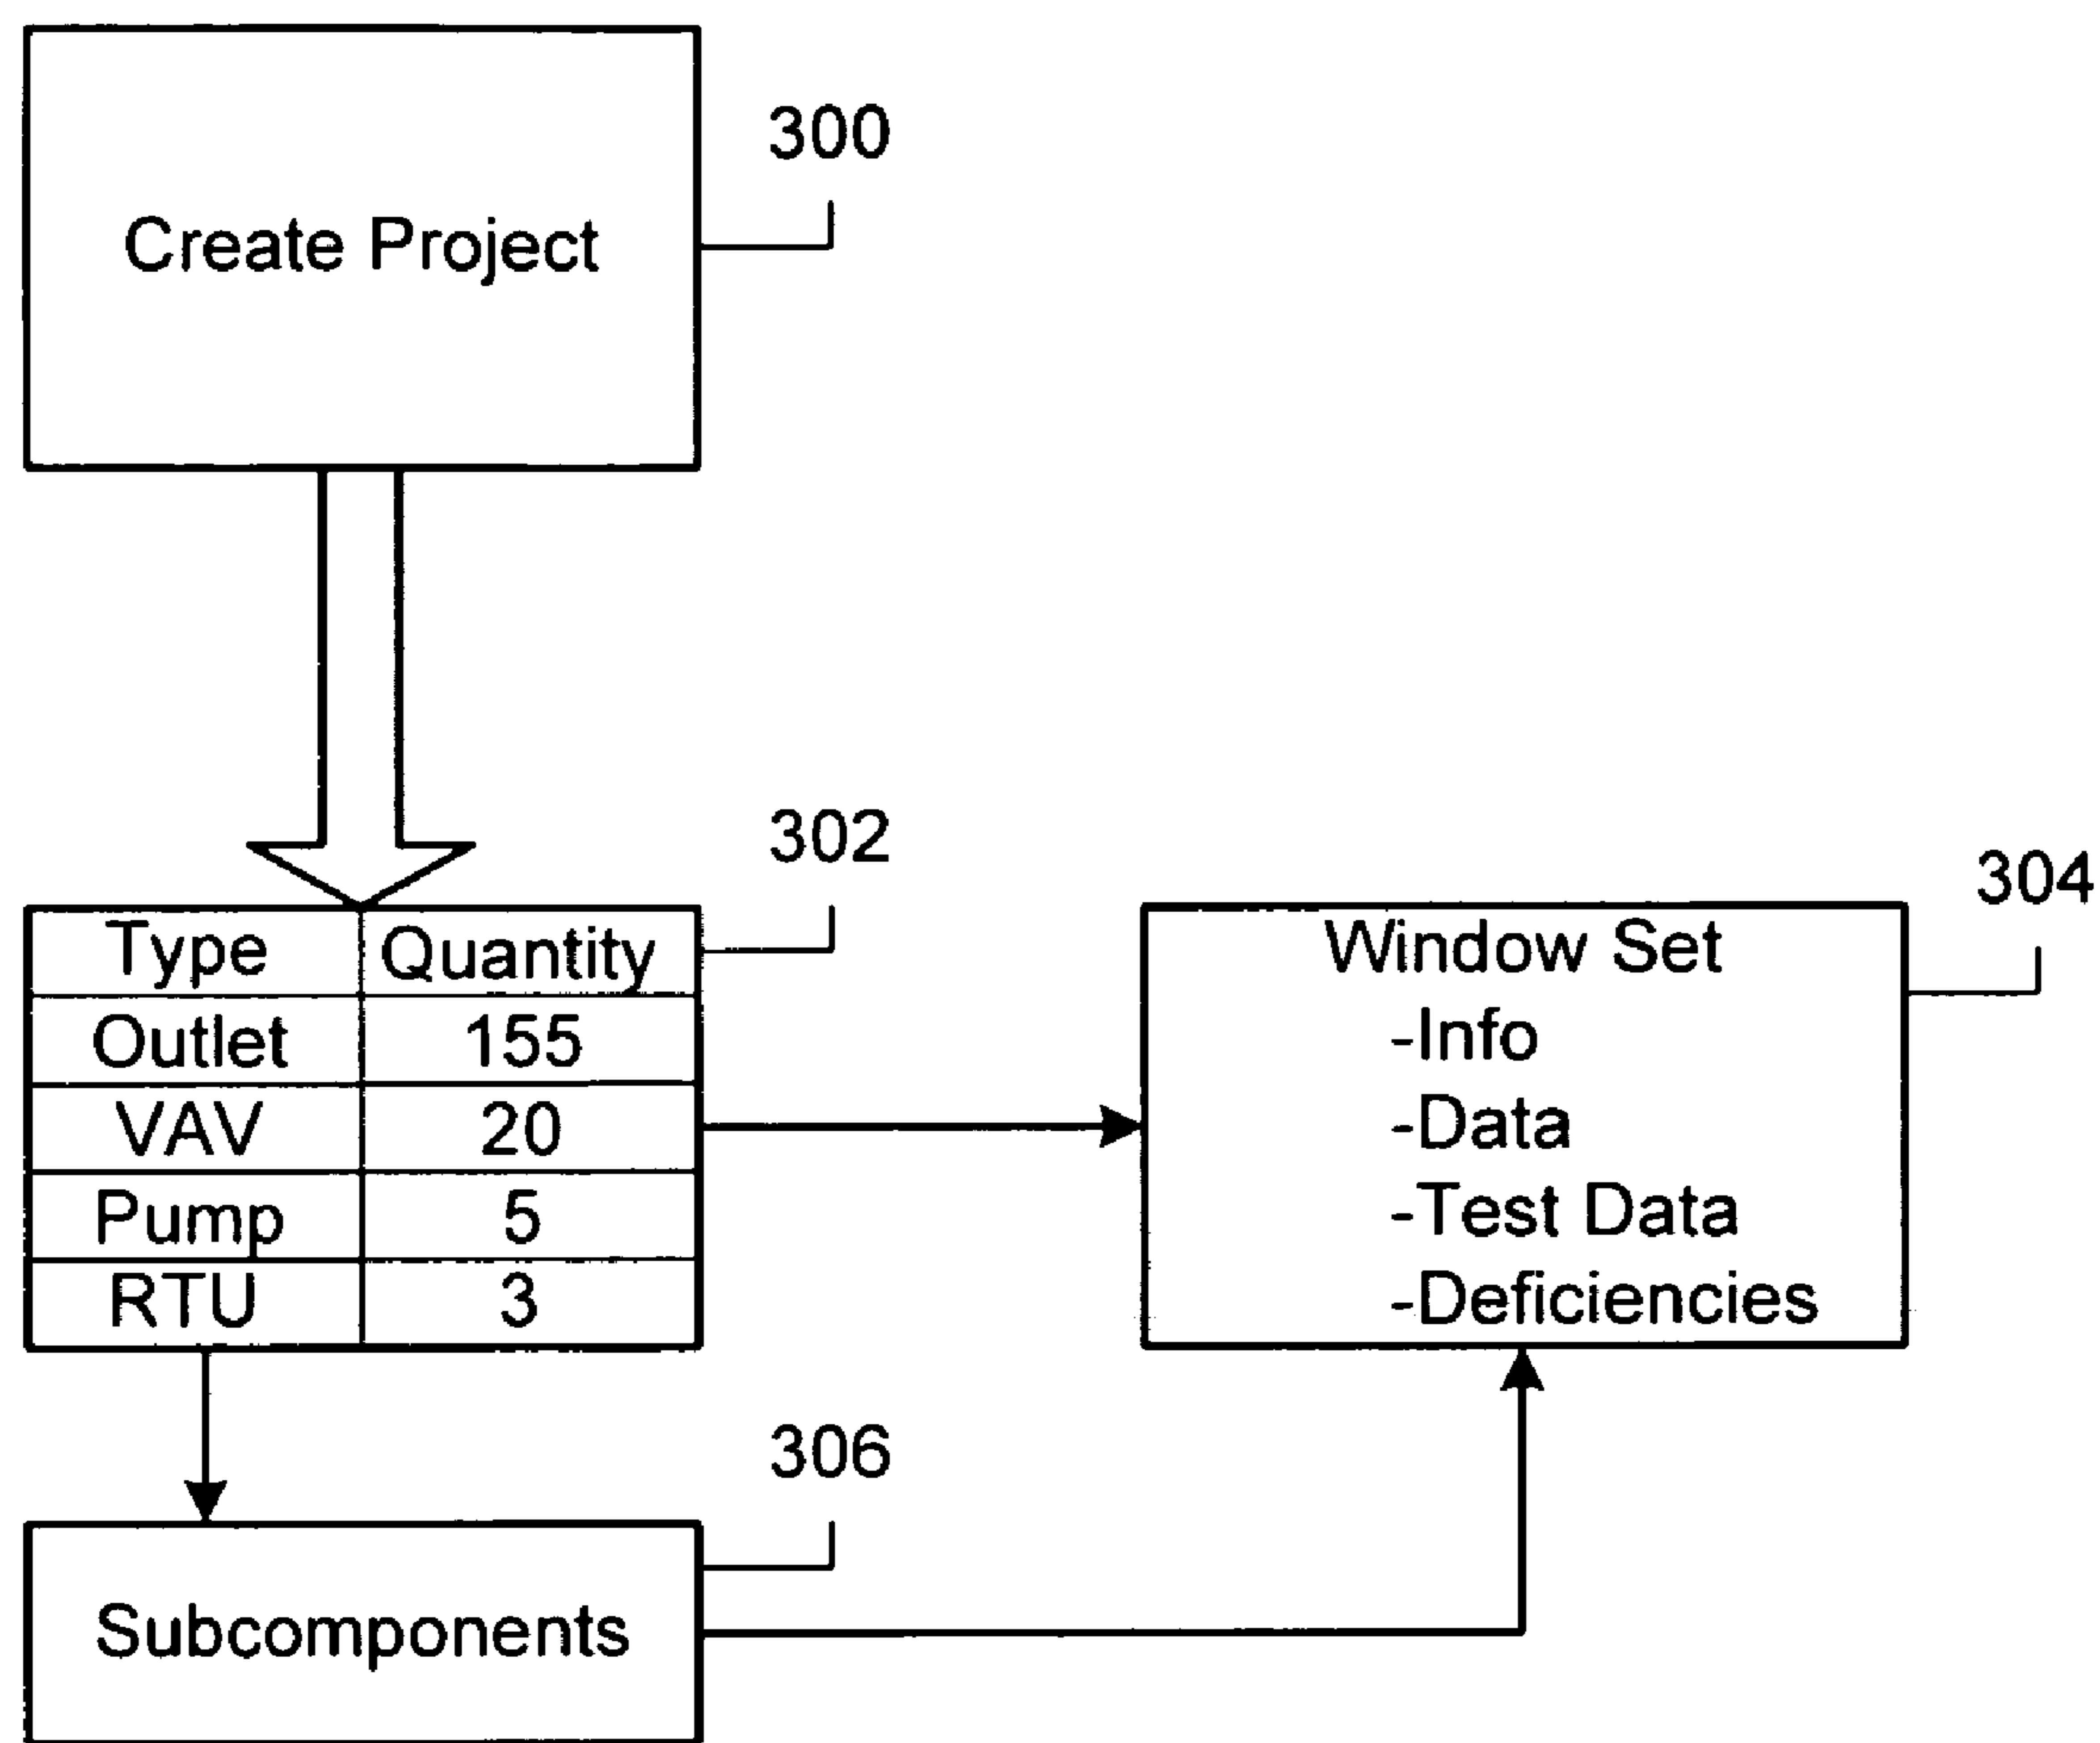 300
Create Project
302
304
Type Quantity
Outlet 155
VAV 20
Pump 5
RTU 3
Window Set
-Info
-Data
-Test Data
-Deficiencies
306
Subcomponents